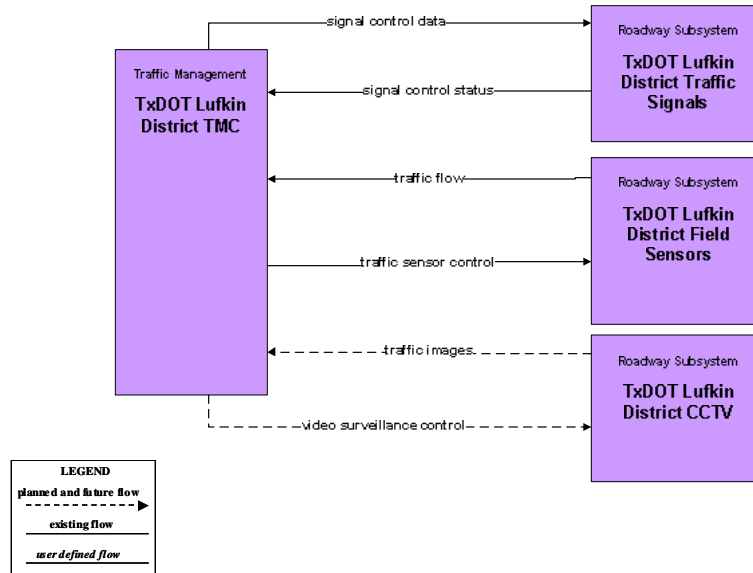 signal control data
Roadway Subsystem
TxDOT Lufkin
District Traffic
Signals
Traffic Management
TxDOT Lufkin
District TMC
signal control status
traffic flow
Roadway Subsystem
TxDOT Lufkin
District Field
Sensors
traffic sensor control
traffic images
Roadway Subsystem
TxDOT Lufkin
District CCTV
video surveillance control
LEGEND
planned and future flow
existing flow
user defined flow